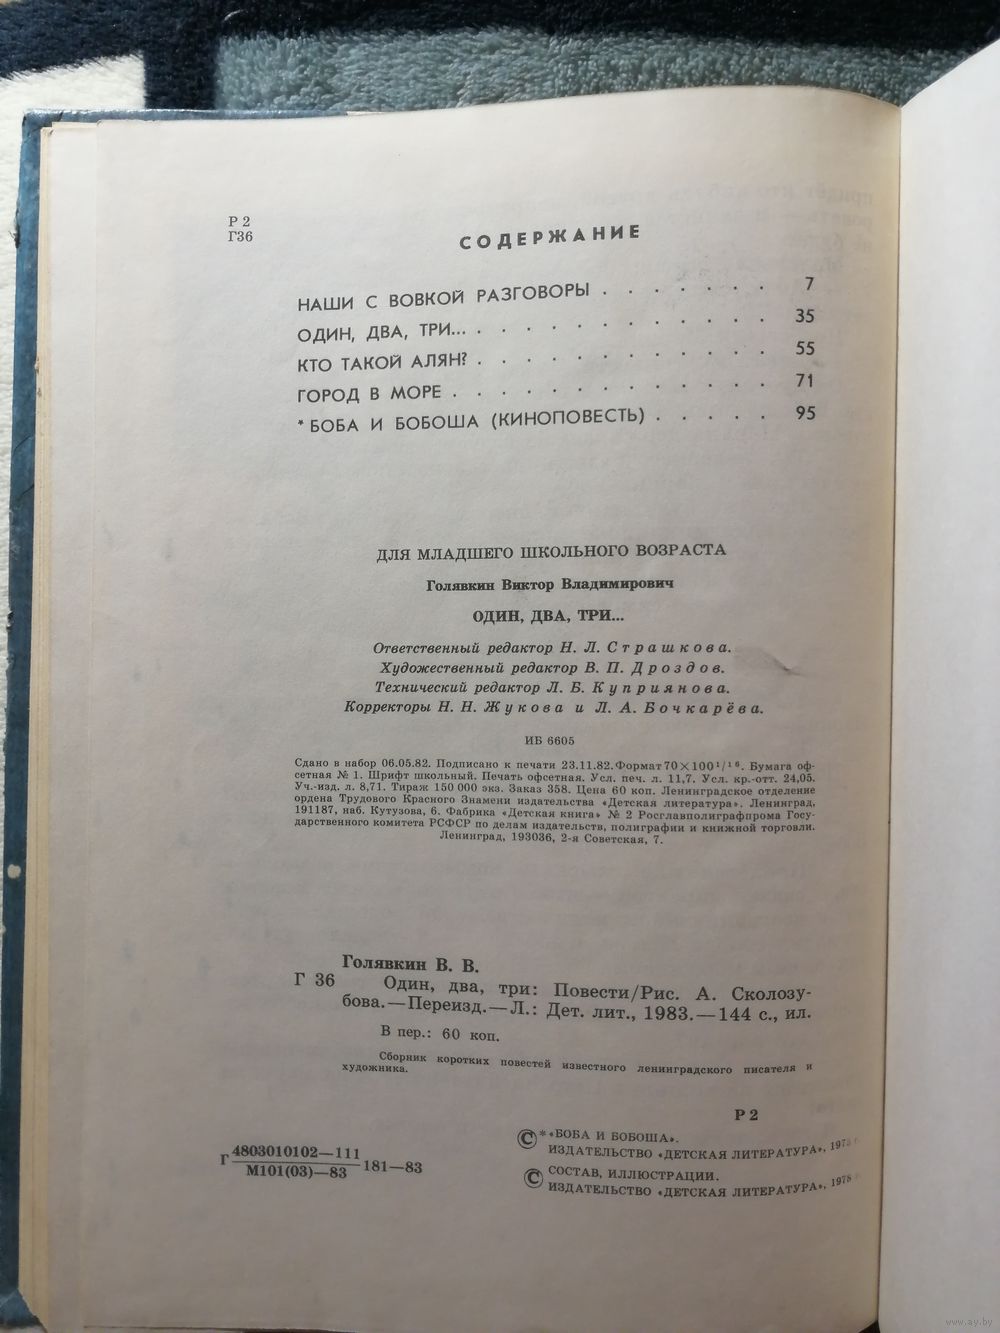 Р 2
Г36
СОДЕРЖАНИЕ
НАШИ С ВОВКОЙ РАЗГОВОРЫ . . . . . . . 7
ОДИН, ДВА, ТРИ... . . . . . . . . . . . 35
КТО ТАКОЙ АЛЯН? . . . . . . . . . . . 55
ГОРОД В МОРЕ . . . . . . . . . . . . 71
* БОБА И БОБОША (КИНОПОВЕСТЬ) . . . . . 95
ДЛЯ МЛАДШЕГО ШКОЛЬНОГО ВОЗРАСТА
Голявкин Виктор Владимирович
ОДИН, ДВА, ТРИ...
Ответственный редактор Н. Л. Страшкова.
Художественный редактор В. П. Дроздов.
Технический редактор Л. Б. Куприянова.
Корректоры Н. Н. Жукова и Л. А. Бочкарёва.
ИБ 6605
Сдано в набор 06.05.82. Подписано к печати 23.11.82. Формат 70×100¹/¹⁶. Бумага оф-
сетная № 1. Шрифт школьный. Печать офсетная. Усл. печ. л. 11,7. Усл. кр.-отт. 24,05.
Уч.-изд. л. 8,71. Тираж 150 000 экз. Заказ 358. Цена 60 коп. Ленинградское отделение
ордена Трудового Красного Знамени издательства «Детская литература». Ленинград,
191187, наб. Кутузова, 6. Фабрика «Детская книга» № 2 Росглавполиграфпрома Госу-
дарственного комитета РСФСР по делам издательств, полиграфии и книжной торговли.
Ленинград, 193036, 2-я Советская, 7.
Голявкин В. В.
Г 36 Один, два, три: Повести/Рис. А. Сколозу-
бова.—Переизд.—Л.: Дет. лит., 1983.—144 с., ил.
В пер.: 60 коп.
Сборник коротких повестей известного ленинградского писателя и
художника.
Р 2
Г 4803010102—111
М101(03)—83 181—83
© * «БОБА И БОБОША».
ИЗДАТЕЛЬСТВО «ДЕТСКАЯ ЛИТЕРАТУРА»,
© СОСТАВ, ИЛЛЮСТРАЦИИ.
ИЗДАТЕЛЬСТВО «ДЕТСКАЯ ЛИТЕРАТУРА», 1978
www.ay.by